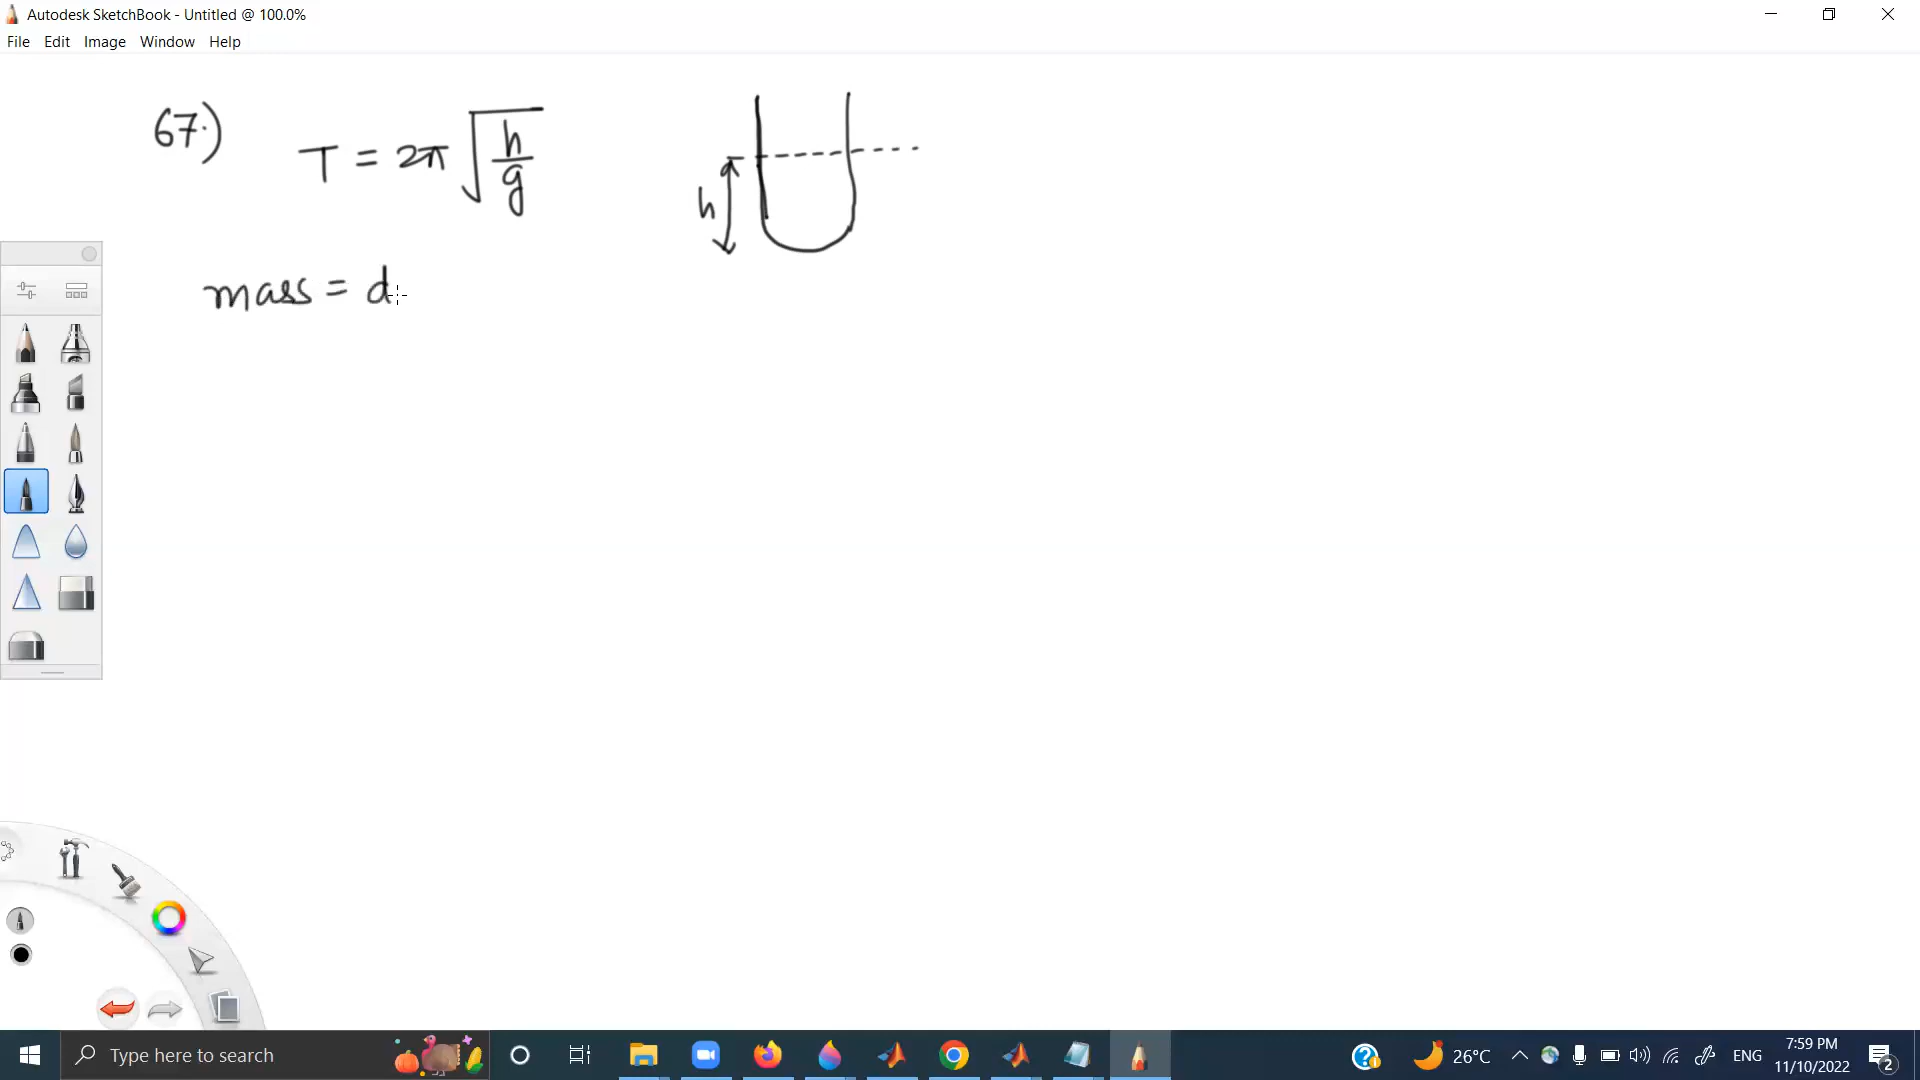 Autodesk SketchBook - Untitled @ 100.0%
File Edit Image Window Help
67.) T = 2π √(h/g)
h
mass = d
Type here to search
26°C
ENG
7:59 PM
11/10/2022
2